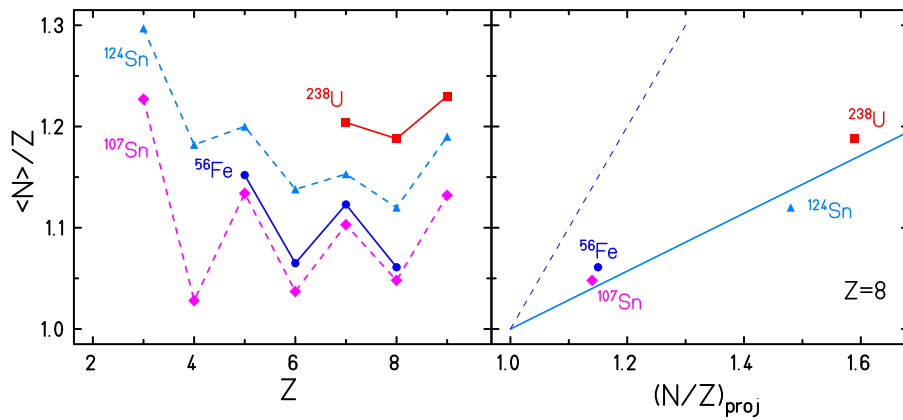 <N>/Z
1.3
1.2
1.1
1.0
¹²⁴Sn
¹⁰⁷Sn
⁵⁶Fe
²³⁸U
2 4 6 8
Z
²³⁸U
¹²⁴Sn
⁵⁶Fe
¹⁰⁷Sn
Z=8
1.0 1.2 1.4 1.6
(N/Z)proj